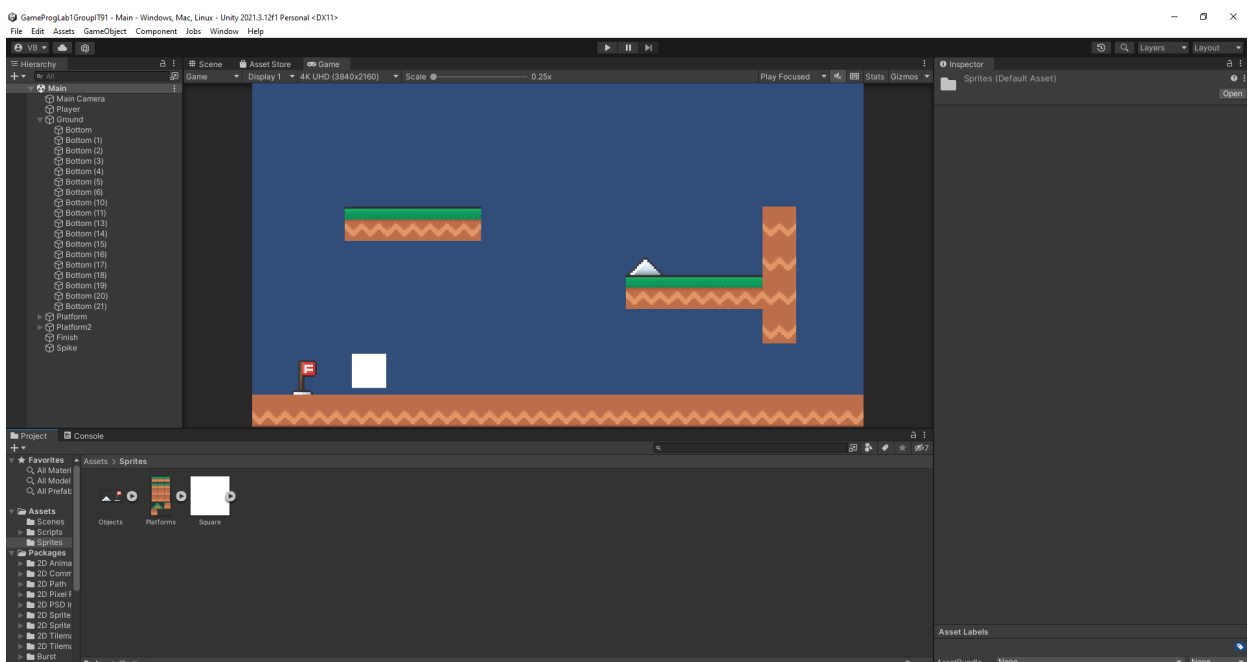 GameProgLab1GroupIT91 - Main - Windows, Mac, Linux - Unity 2021.3.12f1 Personal <DX11>
File Edit Assets GameObject Component Jobs Window Help
VB Layers Layout
Hierarchy
All
Main
Main Camera
Player
Ground
Bottom
Bottom (1)
Bottom (2)
Bottom (3)
Bottom (4)
Bottom (5)
Bottom (6)
Bottom (10)
Bottom (11)
Bottom (13)
Bottom (14)
Bottom (15)
Bottom (16)
Bottom (17)
Bottom (18)
Bottom (19)
Bottom (20)
Bottom (21)
Platform
Platform2
Finish
Spike
Scene Asset Store Game
Game Display 1 4K UHD (3840x2160) Scale 0.25x Play Focused Stats Gizmos
F
Inspector
Sprites (Default Asset)
Open
Project Console
7
Favorites
All Materi
All Model
All Prefab
Assets
Scenes
Scripts
Sprites
Packages
2D Anima
2D Comm
2D Path
2D Pixel F
2D PSD In
2D Sprite
2D Sprite
2D Tilema
2D Tilema
Burst
Assets > Sprites
Objects Platforms Square
Asset Labels
AssetBundle None None